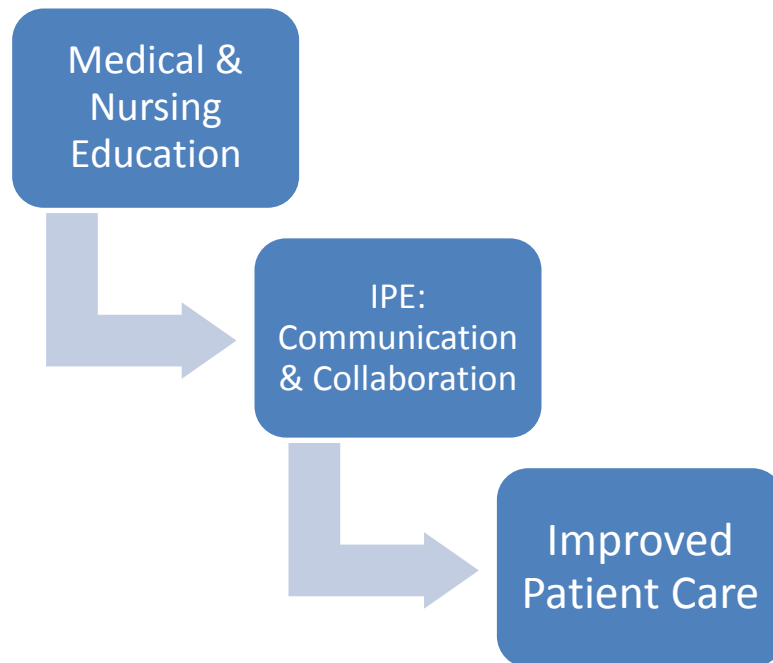 Medical &
Nursing
Education
IPE:
Communication
& Collaboration
Improved
Patient Care